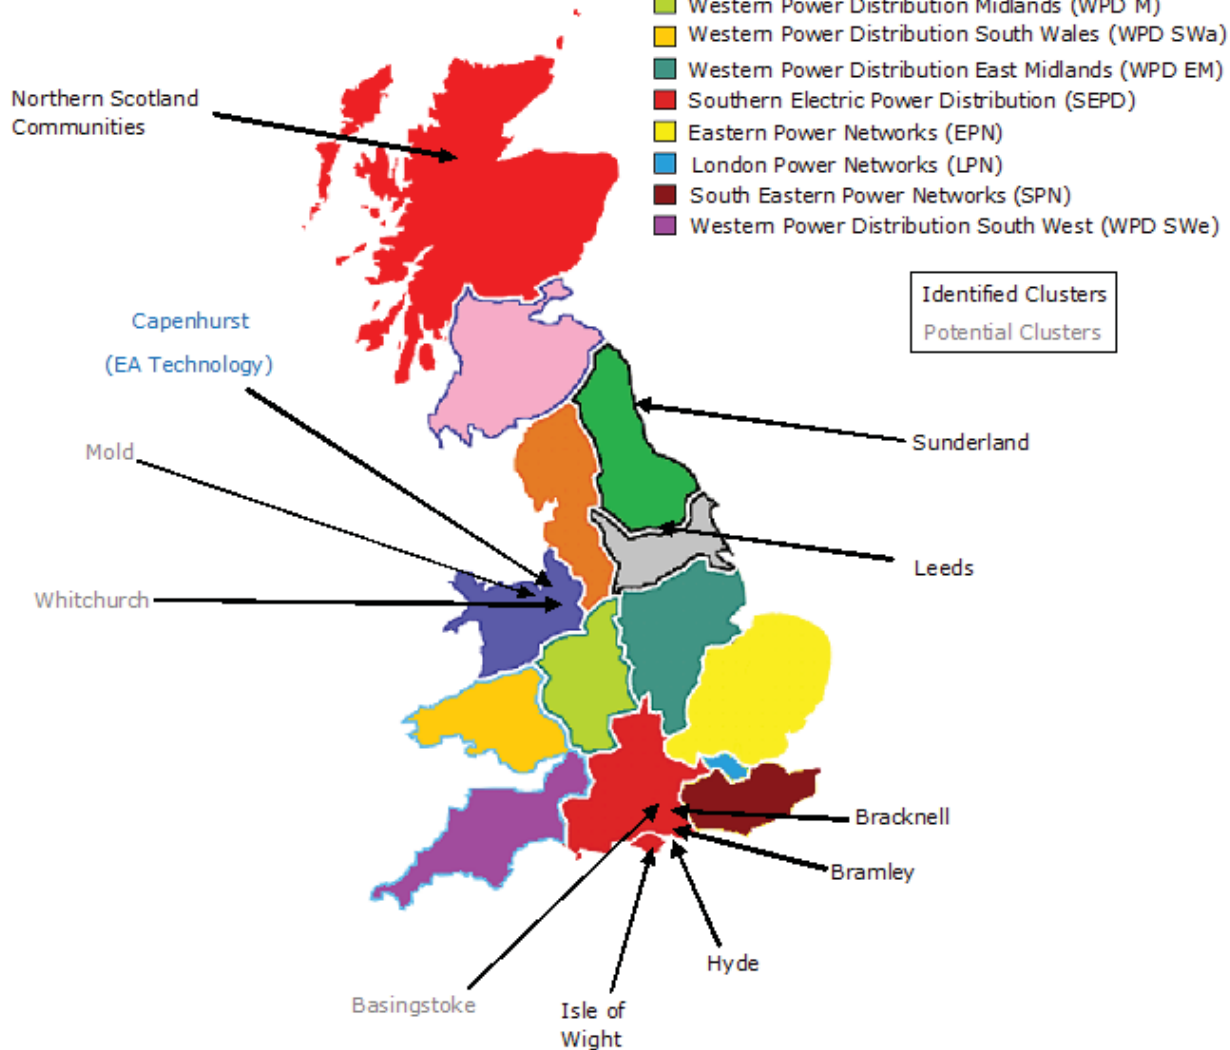 Western Power Distribution Midlands (WPD M)
Western Power Distribution South Wales (WPD SWa)
Western Power Distribution East Midlands (WPD EM)
Southern Electric Power Distribution (SEPD)
Eastern Power Networks (EPN)
London Power Networks (LPN)
South Eastern Power Networks (SPN)
Western Power Distribution South West (WPD SWe)
Northern Scotland
Communities
Identified Clusters
Potential Clusters
Capenhurst
(EA Technology)
Mold
Sunderland
Leeds
Whitchurch
Bracknell
Bramley
Hyde
Basingstoke
Isle of
Wight